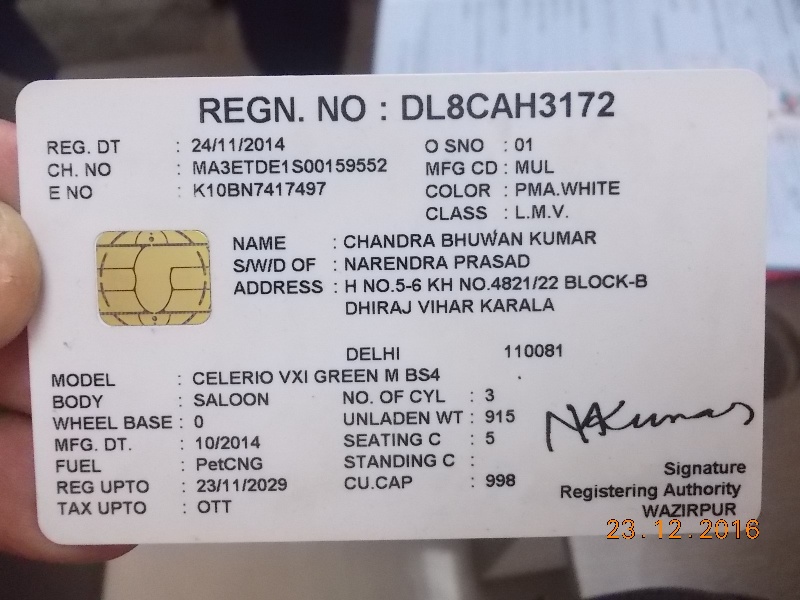 REGN. NO : DL8CAH3172
REG. DT : 24/11/2014 O SNO : 01
CH. NO : MA3ETDE1S00159552 MFG CD : MUL
E NO : K10BN7417497 COLOR : PMA.WHITE
CLASS : L.M.V.
NAME : CHANDRA BHUWAN KUMAR
S/W/D OF : NARENDRA PRASAD
ADDRESS : H NO.5-6 KH NO.4821/22 BLOCK-B
DHIRAJ VIHAR KARALA
DELHI 110081
MODEL : CELERIO VXI GREEN M BS4
BODY : SALOON NO. OF CYL : 3
WHEEL BASE : 0 UNLADEN WT : 915
MFG. DT. : 10/2014 SEATING C : 5
FUEL : PetCNG STANDING C :
REG UPTO : 23/11/2029 CU.CAP : 998
TAX UPTO : OTT
NKKumar
Signature
Registering Authority
WAZIRPUR
23.12.2016